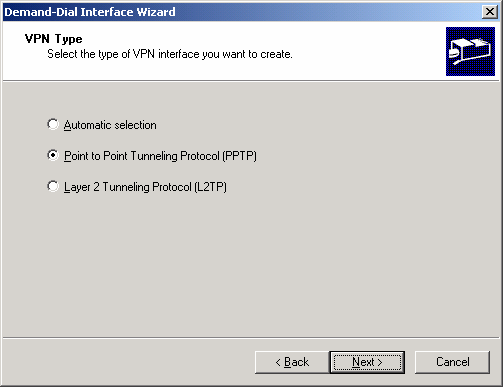 Demand-Dial Interface Wizard
VPN Type
Select the type of VPN interface you want to create.
Automatic selection
Point to Point Tunneling Protocol (PPTP)
Layer 2 Tunneling Protocol (L2TP)
< Back Next > Cancel